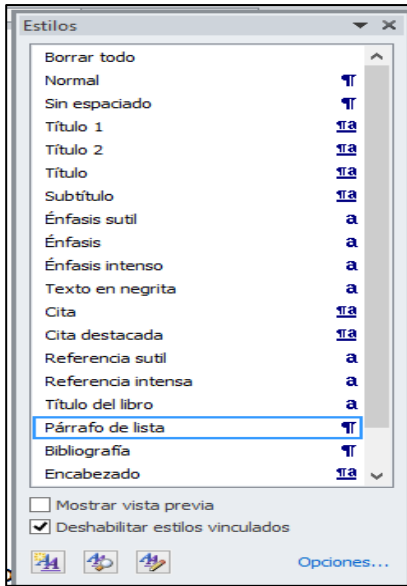 Estilos
Borrar todo
Normal ¶
Sin espaciado ¶
Título 1 ¶a
Título 2 ¶a
Título ¶a
Subtítulo ¶a
Énfasis sutil a
Énfasis a
Énfasis intenso a
Texto en negrita a
Cita ¶a
Cita destacada ¶a
Referencia sutil a
Referencia intensa a
Título del libro a
Párrafo de lista ¶
Bibliografía ¶
Encabezado ¶a
Mostrar vista previa
Deshabilitar estilos vinculados
Opciones...